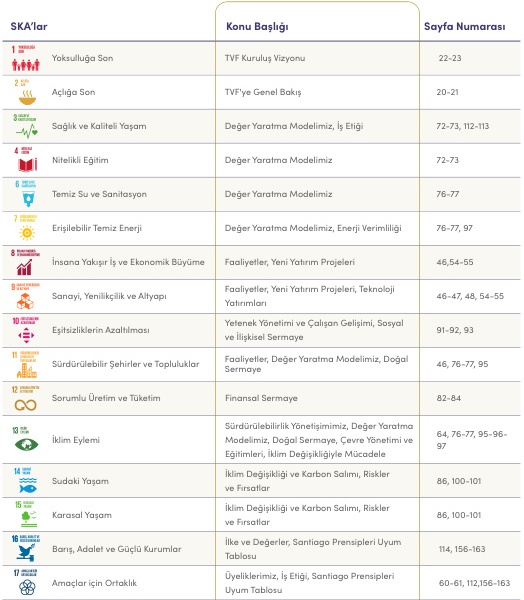 SKA'lar Konu Başlığı Sayfa Numarası
1 YOKSULLUĞA SON Yoksulluğa Son TVF Kuruluş Vizyonu 22-23
2 AÇLIĞA SON Açlığa Son TVF'ye Genel Bakış 20-21
3 Sağlık ve Kaliteli Yaşam Değer Yaratma Modelimiz, İş Etiği 72-73, 112-113
4 Nitelikli Eğitim Değer Yaratma Modelimiz 72-73
6 Temiz Su ve Sanitasyon Değer Yaratma Modelimiz 76-77
7 Erişilebilir Temiz Enerji Değer Yaratma Modelimiz, Enerji Verimliliği 76-77, 97
8 İnsana Yakışır İş ve Ekonomik Büyüme Faaliyetler, Yeni Yatırım Projeleri 46,54-55
9 Sanayi, Yenilikçilik ve Altyapı Faaliyetler, Yeni Yatırım Projeleri, Teknoloji
Yatırımları 46-47, 48, 54-55
10 Eşitsizliklerin Azaltılması Yetenek Yönetimi ve Çalışan Gelişimi, Sosyal
ve İlişkisel Sermaye 91-92, 93
11 Sürdürülebilir Şehirler ve Topluluklar Faaliyetler, Değer Yaratma Modelimiz, Doğal
Sermaye 46, 76-77, 95
12 Sorumlu Üretim ve Tüketim Finansal Sermaye 82-84
13 İklim Eylemi Sürdürülebilirlik Yönetişimimiz, Değer Yaratma
Modelimiz, Doğal Sermaye, Çevre Yönetimi ve
Eğitimleri, İklim Değişikliğiyle Mücadele 64, 76-77, 95-96-
97
14 Sudaki Yaşam İklim Değişikliği ve Karbon Salımı, Riskler
ve Fırsatlar 86, 100-101
15 Karasal Yaşam İklim Değişikliği ve Karbon Salımı, Riskler
ve Fırsatlar 86, 100-101
16 Barış, Adalet ve Güçlü Kurumlar İlke ve Değerler, Santiago Prensipleri Uyum
Tablosu 114, 156-163
17 Amaçlar için Ortaklık Üyeliklerimiz, İş Etiği, Santiago Prensipleri
Uyum Tablosu 60-61, 112,156-163